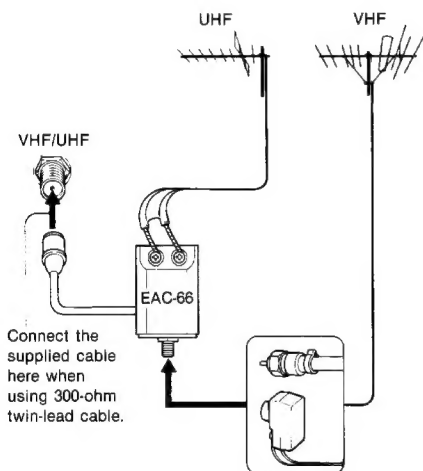 UHF
VHF
VHF/UHF
EAC-66
Connect the
supplied cable
here when
using 300-ohm
twin-lead cable.